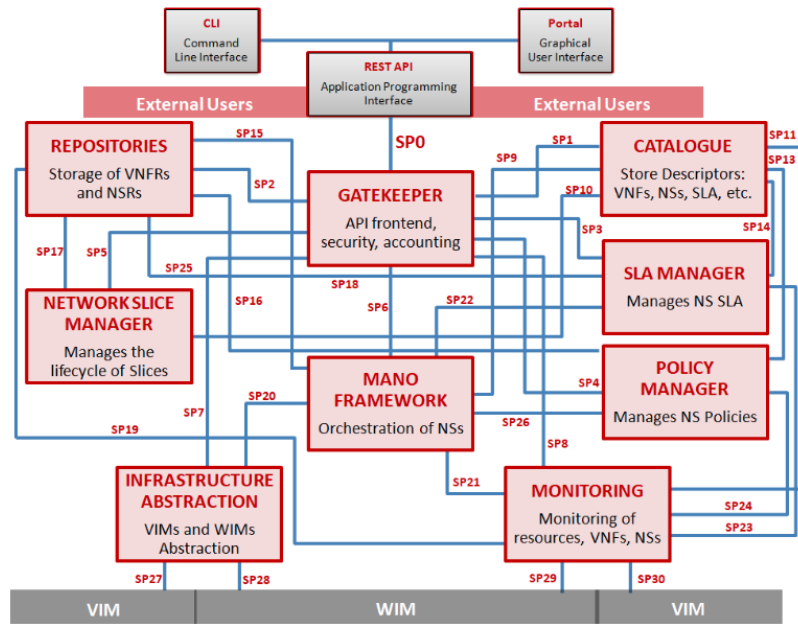 CLI
Command
Line Interface
Portal
Graphical
User Interface
REST API
Application Programming
Interface
External Users
External Users
SP15
SP0
SP1
SP11
SP9
SP13
REPOSITORIES
Storage of VNFRs
and NSRs
SP2
GATEKEEPER
API frontend,
security, accounting
CATALOGUE
Store Descriptors:
VNFs, NSs, SLA, etc.
SP10
SP3
SP14
SP17
SP5
SP25
SP18
SLA MANAGER
Manages NS SLA
NETWORK SLICE
MANAGER
Manages the
lifecycle of Slices
SP16
SP6
SP22
MANO
FRAMEWORK
Orchestration of NSs
POLICY
MANAGER
Manages NS Policies
SP4
SP7
SP20
SP19
SP26
SP8
INFRASTRUCTURE
ABSTRACTION
VIMs and WIMs
Abstraction
SP21
MONITORING
Monitoring of
resources, VNFs, NSs
SP24
SP23
SP27
SP28
SP29
SP30
VIM
WIM
VIM